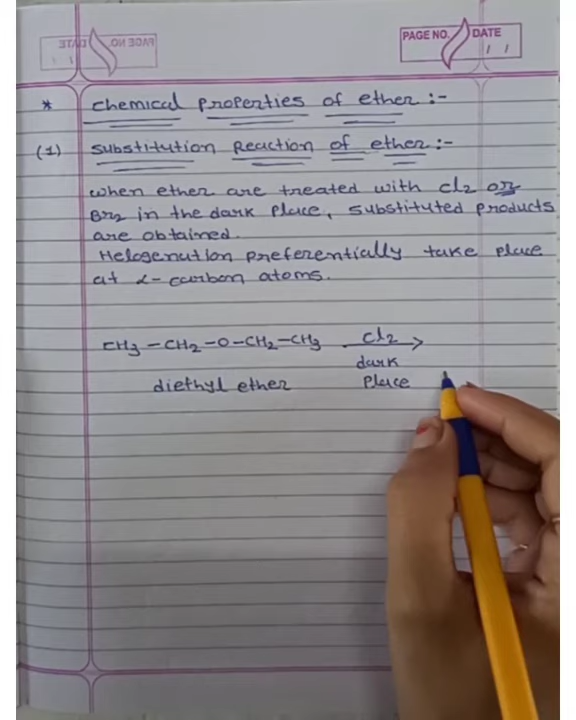 PAGE NO. DATE
/ /
* chemical properties of ether:-
(1) substitution Reaction of ether:-
when ether are treated with cl2 or
Br2 in the dark place, substituted products
are obtained.
Helogenution preferentially take place
at α-carbon atoms.
CH3-CH2-O-CH2-CH3 Cl2
dark
diethyl ether Place